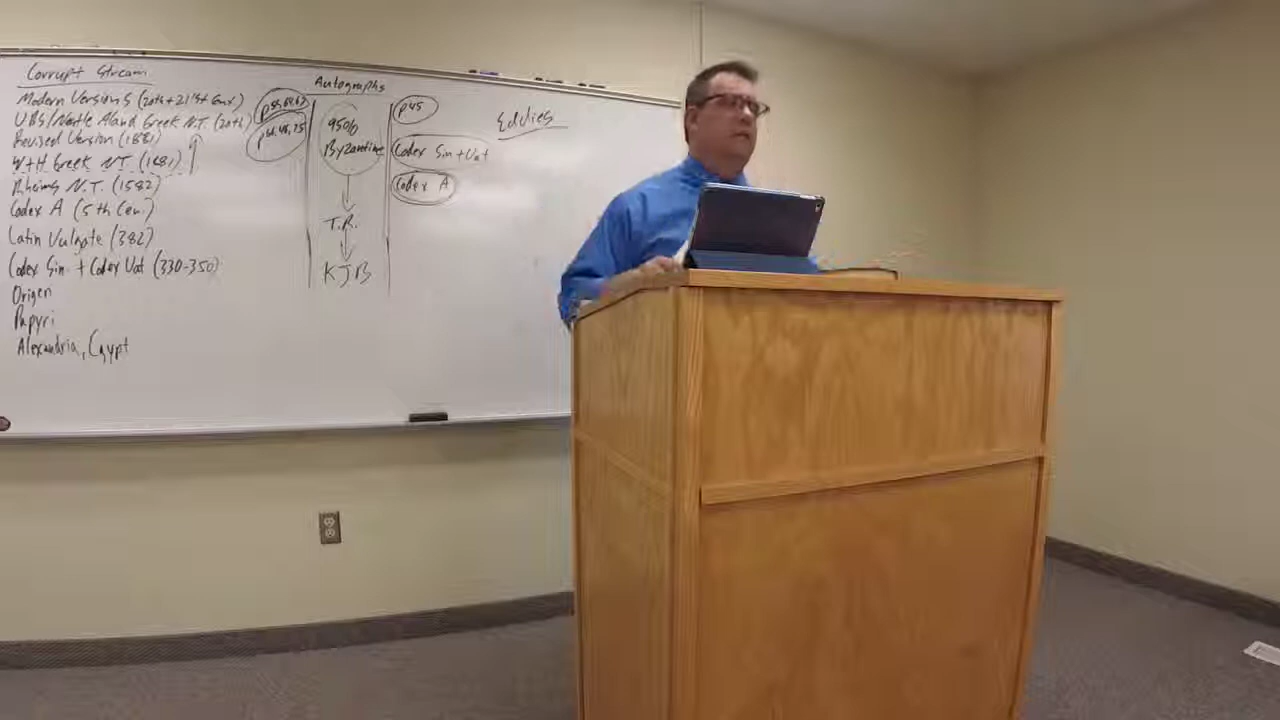 Corrupt Stream
Modern Versions (20th + 21st Cent.)
UBS/Nestle Aland Greek N.T. (20th)
Revised Version (1881)
W+H Greek N.T. (1881)
Rheims N.T. (1582)
Codex A (5th Cen.)
Latin Vulgate (382)
Codex Sin. + Codex Vat (330-350)
Origen
Papyri
Alexandria, Egypt
Autographs
95%
Byzantine
T.R.
KJB
P45
Codex Sin + Vat
Codex A
Eddies